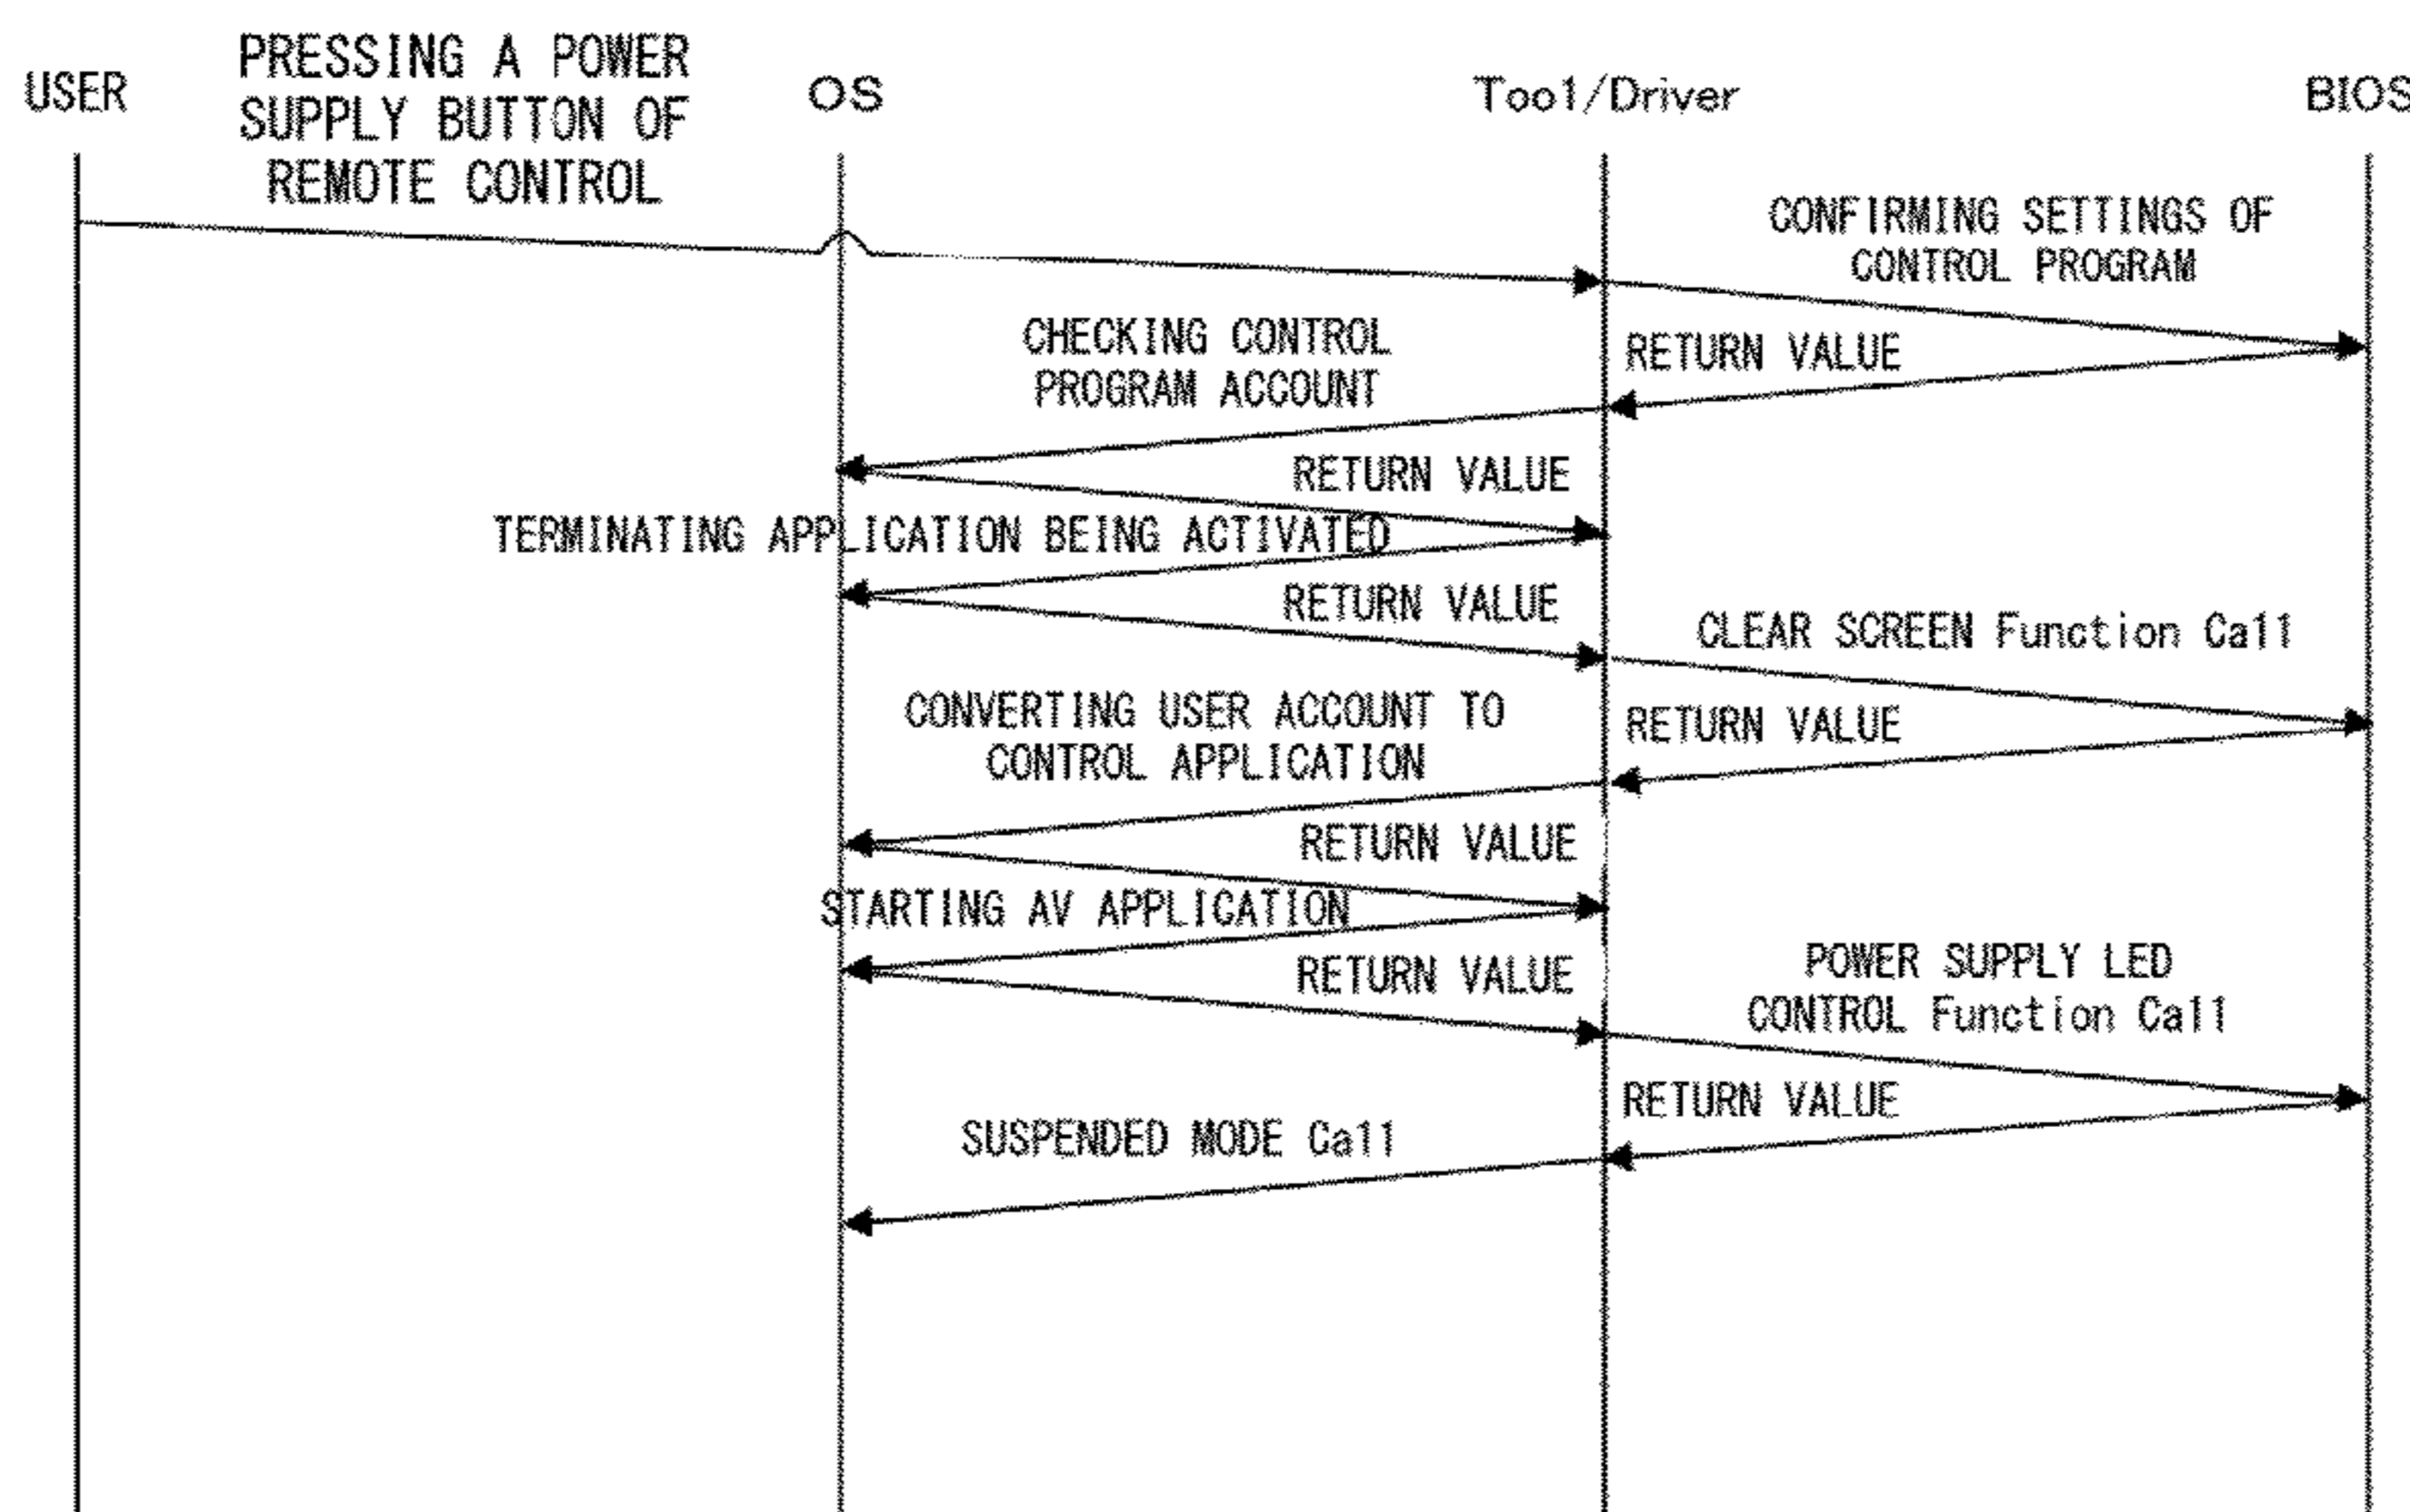 USER
PRESSING A POWER
SUPPLY BUTTON OF
REMOTE CONTROL
OS
Tool/Driver
BIOS
CONFIRMING SETTINGS OF
CONTROL PROGRAM
CHECKING CONTROL
PROGRAM ACCOUNT
RETURN VALUE
RETURN VALUE
TERMINATING APPLICATION BEING ACTIVATED
RETURN VALUE
CLEAR SCREEN Function Call
CONVERTING USER ACCOUNT TO
CONTROL APPLICATION
RETURN VALUE
RETURN VALUE
STARTING AV APPLICATION
RETURN VALUE
POWER SUPPLY LED
CONTROL Function Call
RETURN VALUE
SUSPENDED MODE Call